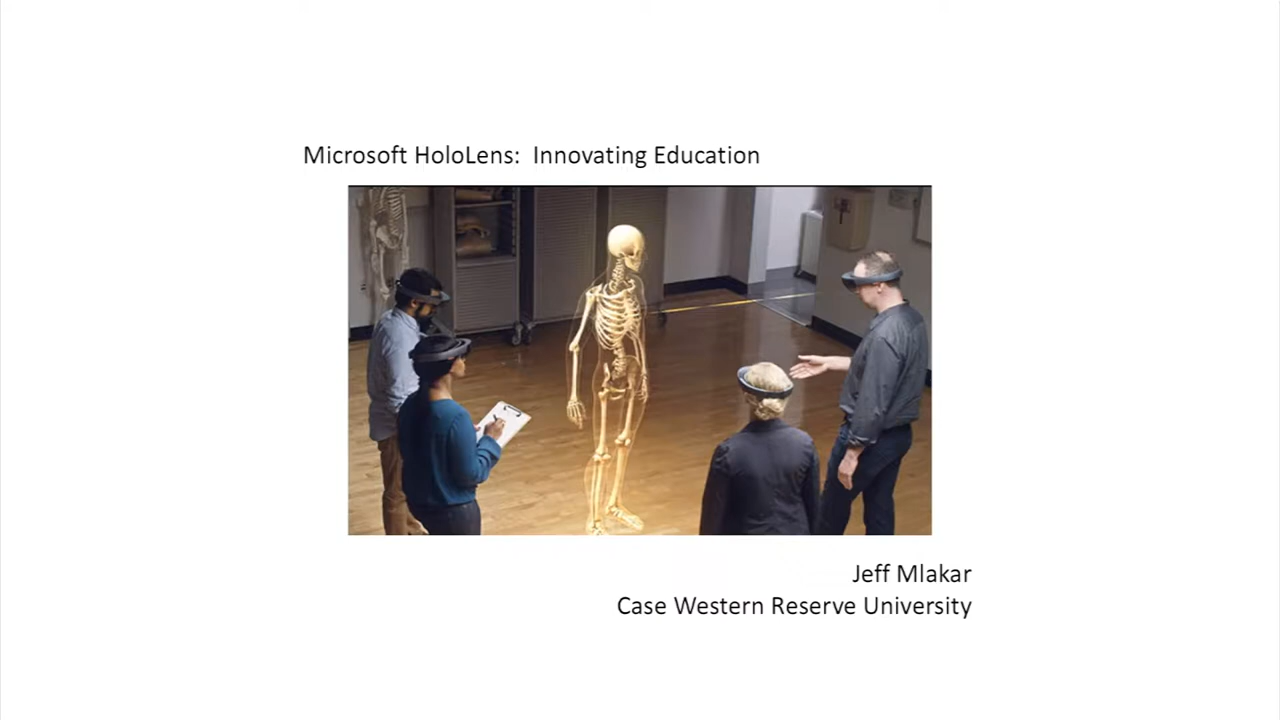 Microsoft HoloLens:  Innovating Education
Jeff Mlakar
Case Western Reserve University